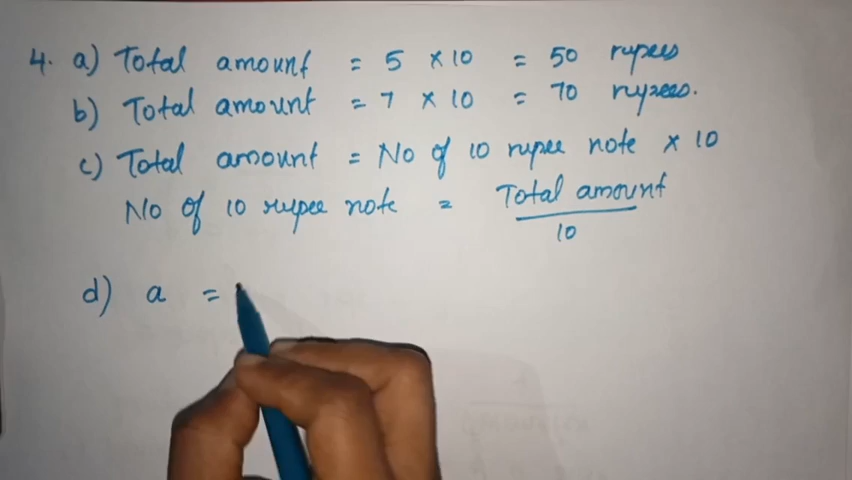 4. a) Total amount = 5 × 10 = 50 rupees
b) Total amount = 7 × 10 = 70 rupees.
c) Total amount = No of 10 rupee note × 10
No of 10 rupee note = Total amount
10
d) a =